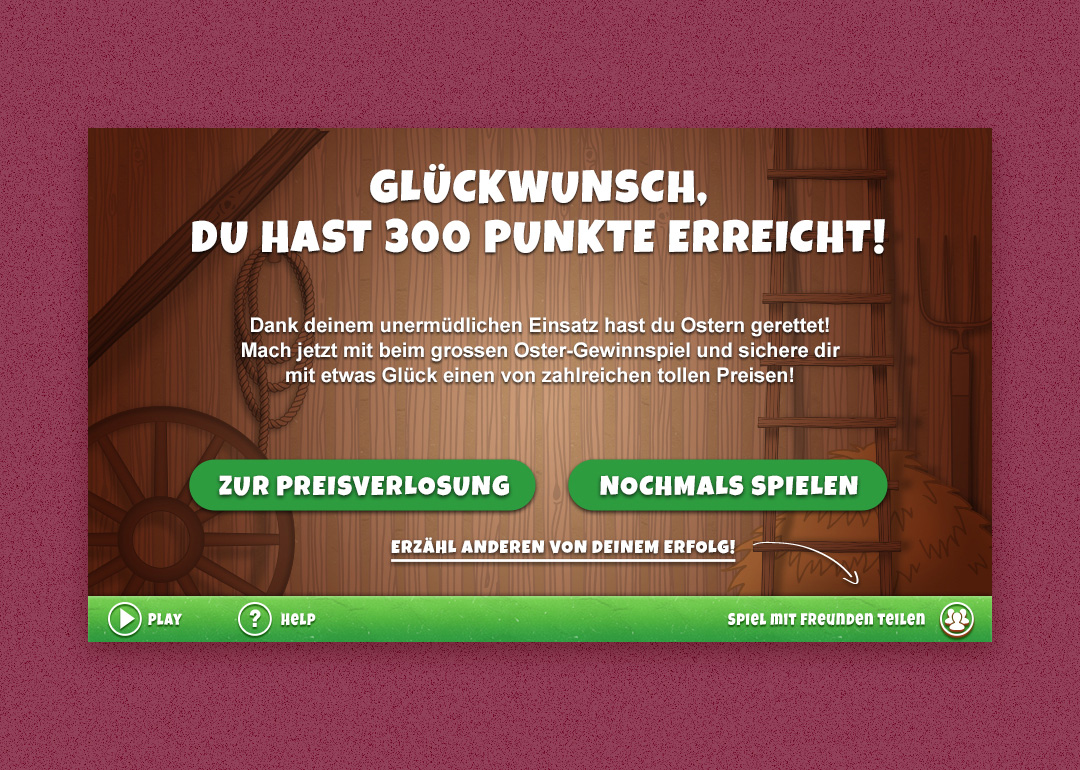 GLÜCKWUNSCH,
DU HAST 300 PUNKTE ERREICHT!
Dank deinem unermüdlichen Einsatz hast du Ostern gerettet!
Mach jetzt mit beim grossen Oster-Gewinnspiel und sichere dir
mit etwas Glück einen von zahlreichen tollen Preisen!
ZUR PREISVERLOSUNG
NOCHMALS SPIELEN
ERZÄHL ANDEREN VON DEINEM ERFOLG!
PLAY
? HELP
SPIEL MIT FREUNDEN TEILEN